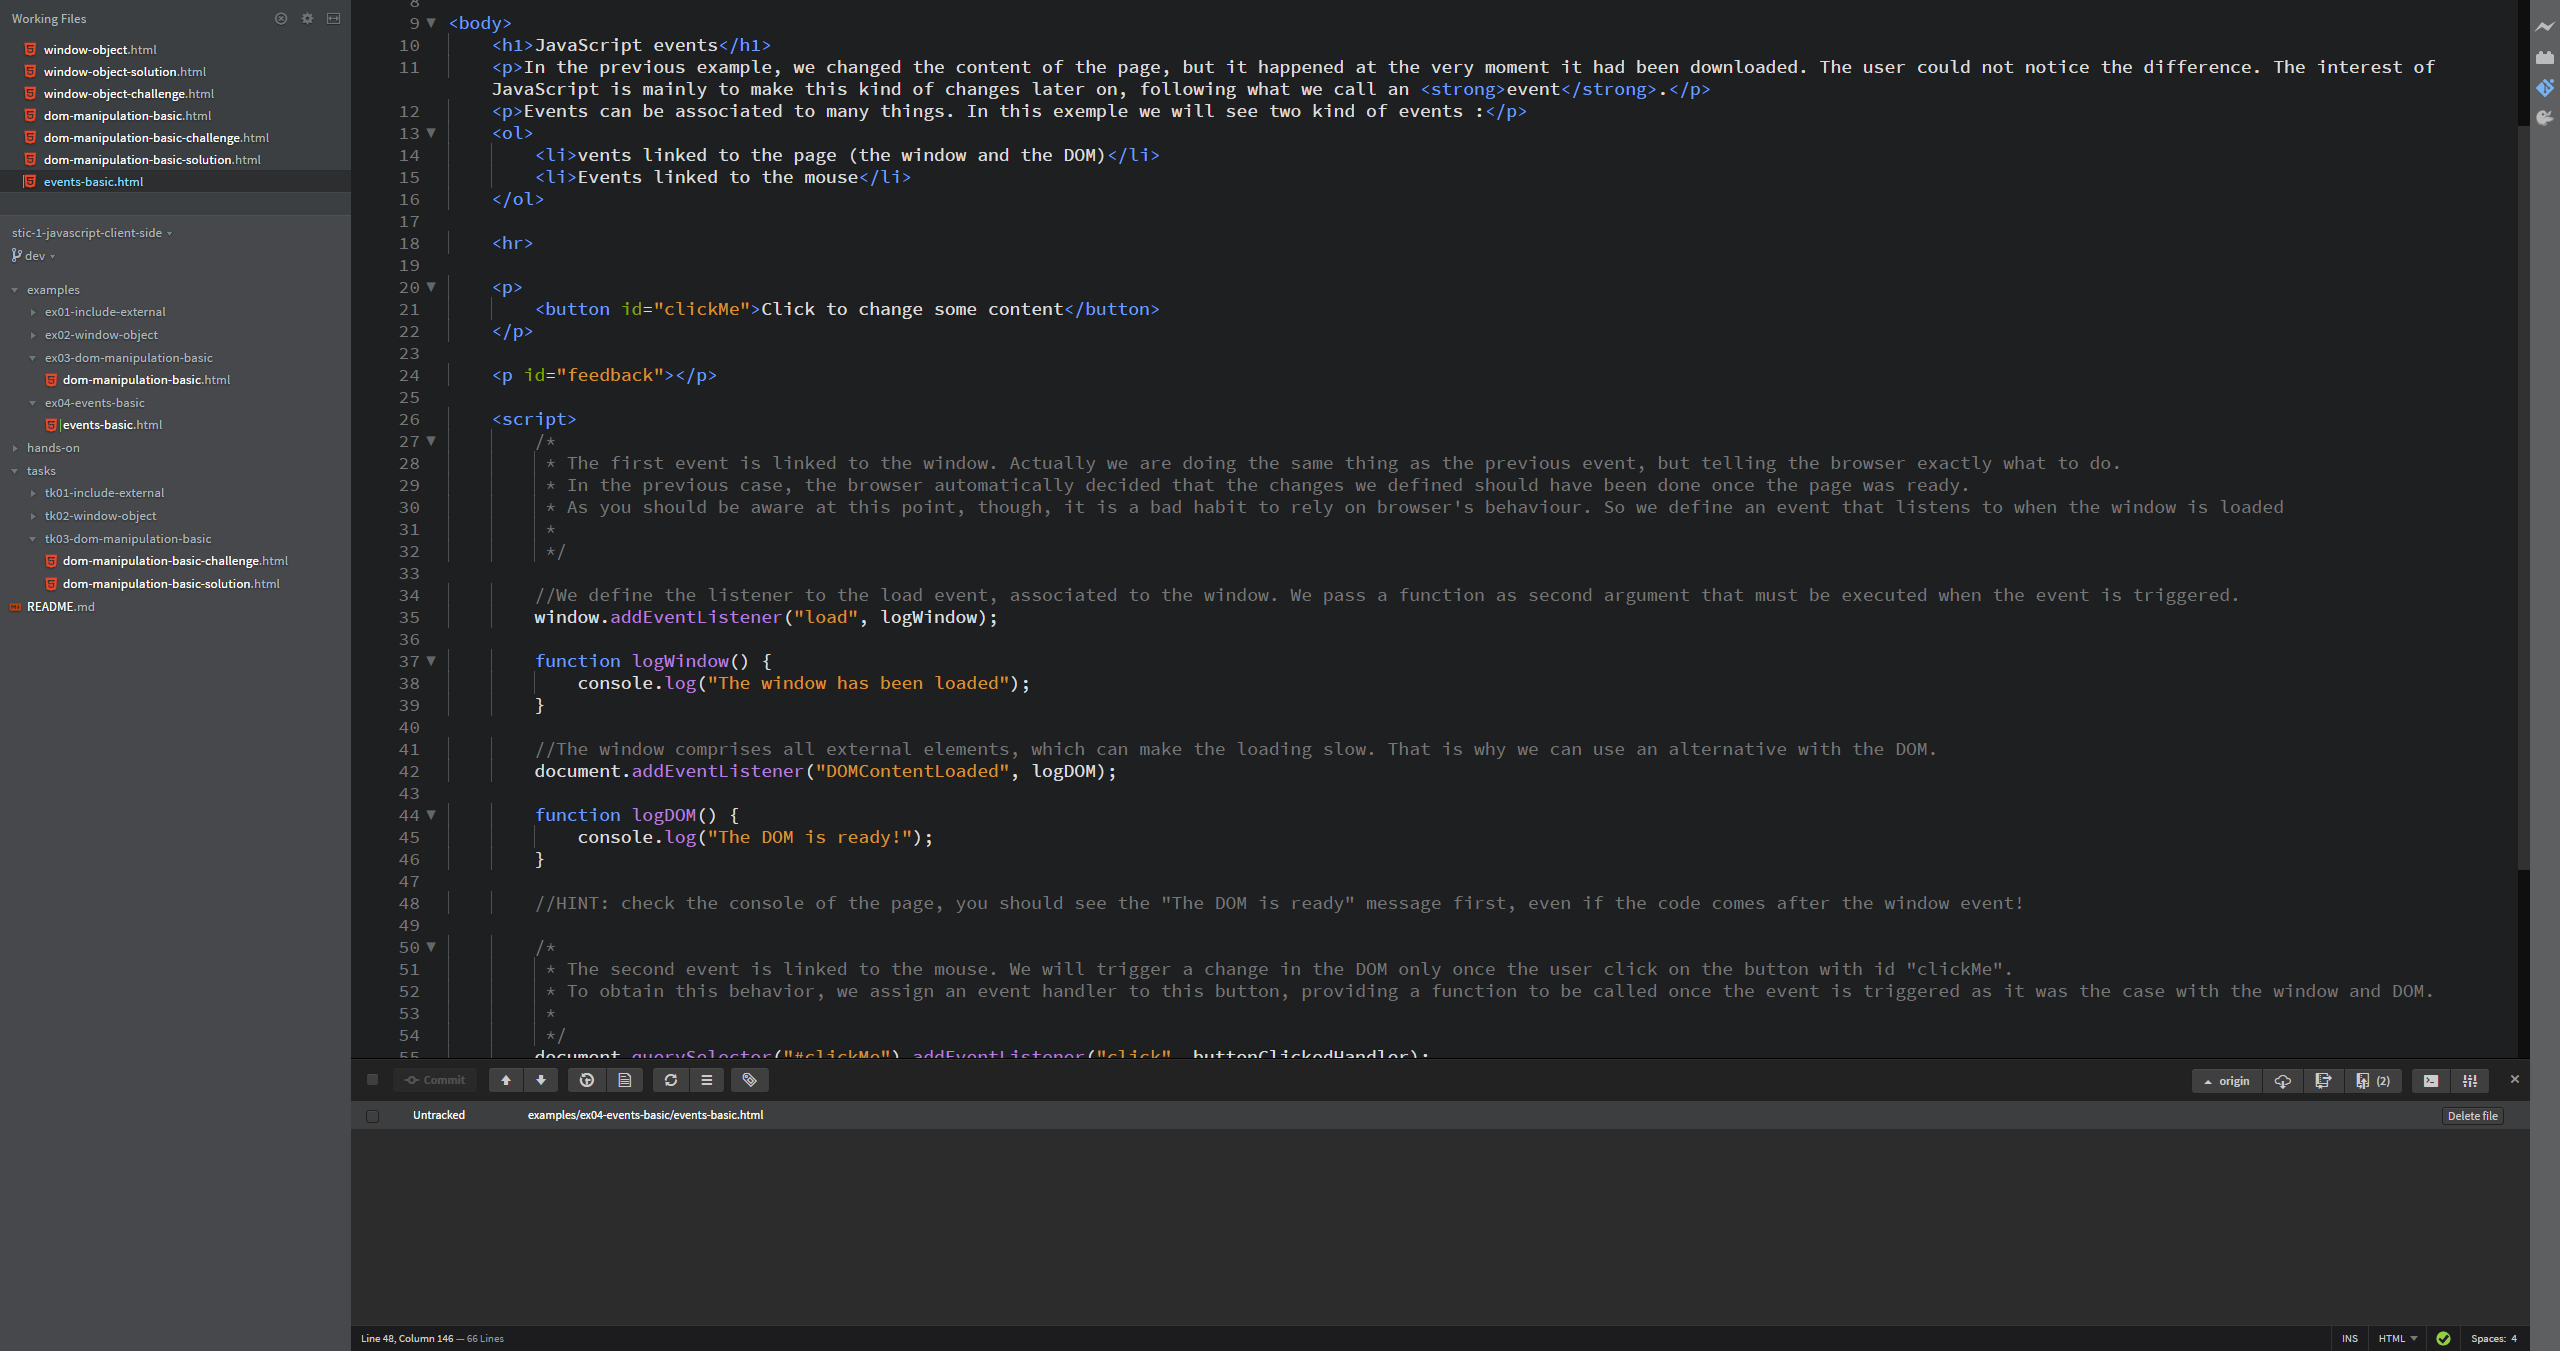 Working Files
window-object.html
window-object-solution.html
window-object-challenge.html
dom-manipulation-basic.html
dom-manipulation-basic-challenge.html
dom-manipulation-basic-solution.html
events-basic.html
stic-1-javascript-client-side
dev
examples
ex01-include-external
ex02-window-object
ex03-dom-manipulation-basic
dom-manipulation-basic.html
ex04-events-basic
events-basic.html
hands-on
tasks
tk01-include-external
tk02-window-object
tk03-dom-manipulation-basic
dom-manipulation-basic-challenge.html
dom-manipulation-basic-solution.html
README.md
8
9 <body>
10 <h1>JavaScript events</h1>
11 <p>In the previous example, we changed the content of the page, but it happened at the very moment it had been downloaded. The user could not notice the difference. The interest of
JavaScript is mainly to make this kind of changes later on, following what we call an <strong>event</strong>.</p>
12 <p>Events can be associated to many things. In this exemple we will see two kind of events :</p>
13 <ol>
14 <li>vents linked to the page (the window and the DOM)</li>
15 <li>Events linked to the mouse</li>
16 </ol>
17
18 <hr>
19
20 <p>
21 <button id="clickMe">Click to change some content</button>
22 </p>
23
24 <p id="feedback"></p>
25
26 <script>
27 /*
28 * The first event is linked to the window. Actually we are doing the same thing as the previous event, but telling the browser exactly what to do.
29 * In the previous case, the browser automatically decided that the changes we defined should have been done once the page was ready.
30 * As you should be aware at this point, though, it is a bad habit to rely on browser's behaviour. So we define an event that listens to when the window is loaded
31 *
32 */
33
34 //We define the listener to the load event, associated to the window. We pass a function as second argument that must be executed when the event is triggered.
35 window.addEventListener("load", logWindow);
36
37 function logWindow() {
38 console.log("The window has been loaded");
39 }
40
41 //The window comprises all external elements, which can make the loading slow. That is why we can use an alternative with the DOM.
42 document.addEventListener("DOMContentLoaded", logDOM);
43
44 function logDOM() {
45 console.log("The DOM is ready!");
46 }
47
48 //HINT: check the console of the page, you should see the "The DOM is ready" message first, even if the code comes after the window event!
49
50 /*
51 * The second event is linked to the mouse. We will trigger a change in the DOM only once the user click on the button with id "clickMe".
52 * To obtain this behavior, we assign an event handler to this button, providing a function to be called once the event is triggered as it was the case with the window and DOM.
53 *
54 */
55 document.querySelector("#clickMe").addEventListener("click", buttonClickedHandler);
Commit
origin
(2)
Untracked examples/ex04-events-basic/events-basic.html
Delete file
Line 48, Column 146 — 66 Lines
INS
HTML
Spaces: 4